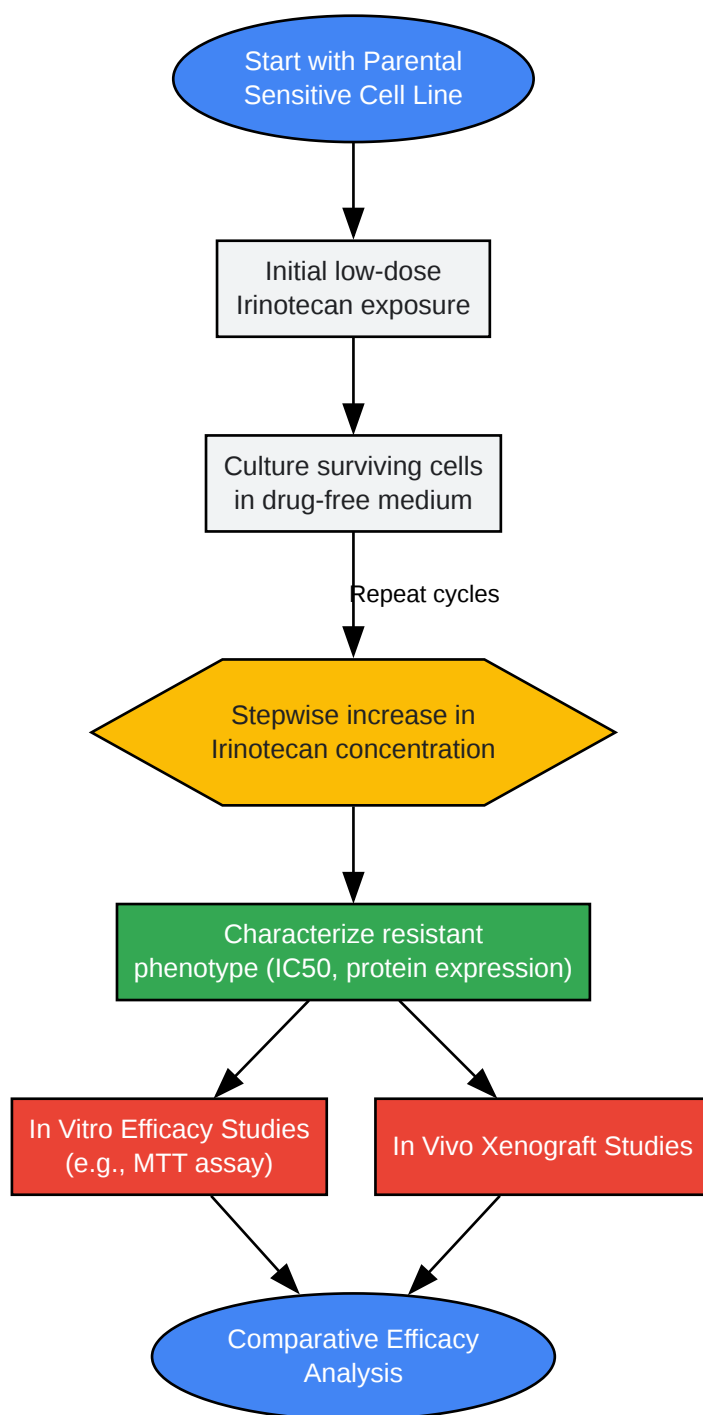 Start with Parental
Sensitive Cell Line
Initial low-dose
Irinotecan exposure
Culture surviving cells
in drug-free medium
Repeat cycles
Stepwise increase in
Irinotecan concentration
Characterize resistant
phenotype (IC50, protein expression)
In Vitro Efficacy Studies
(e.g., MTT assay)
In Vivo Xenograft Studies
Comparative Efficacy
Analysis